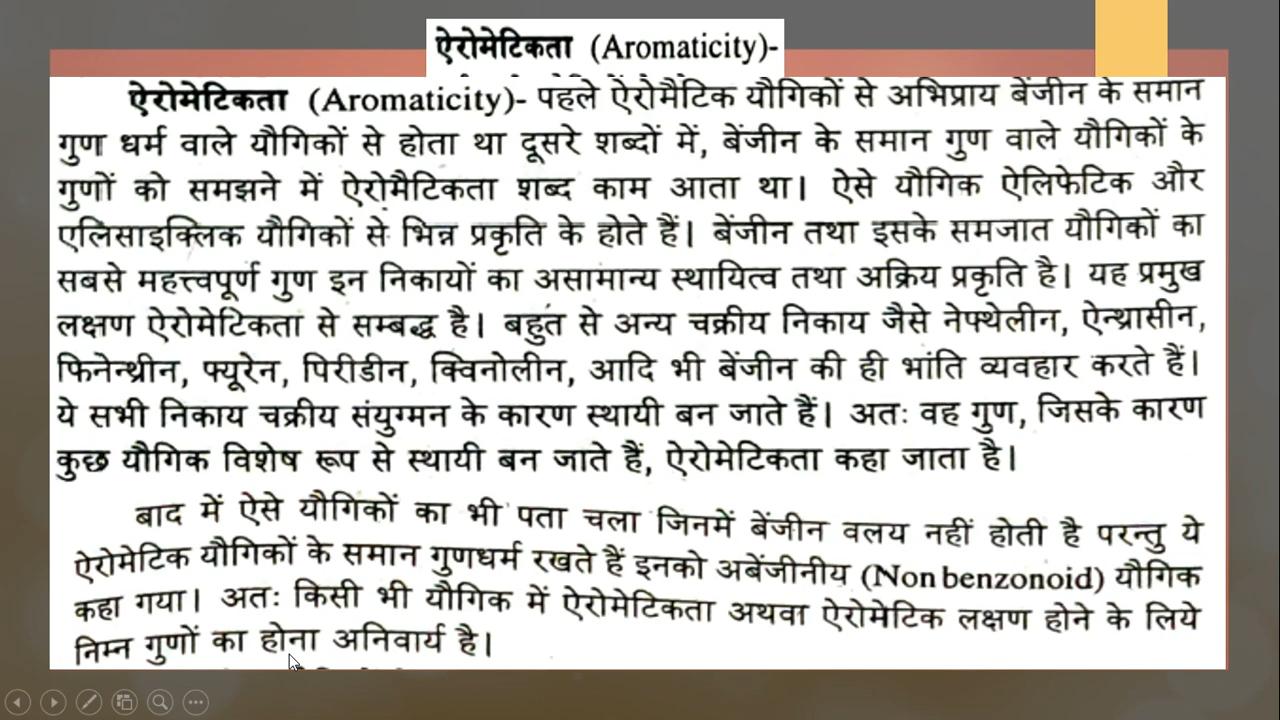 ऐरोमेटिकता (Aromaticity)-
ऐरोमेटिकता (Aromaticity)- पहले ऐरोमैटिक यौगिकों से अभिप्राय बेंजीन के समान
गुण धर्म वाले यौगिकों से होता था दूसरे शब्दों में, बेंजीन के समान गुण वाले यौगिकों के
गुणों को समझने में ऐरोमैटिकता शब्द काम आता था। ऐसे यौगिक ऐलिफेटिक और
एलिसाइक्लिक यौगिकों से भिन्न प्रकृति के होते हैं। बेंजीन तथा इसके समजात यौगिकों का
सबसे महत्त्वपूर्ण गुण इन निकायों का असामान्य स्थायित्व तथा अक्रिय प्रकृति है। यह प्रमुख
लक्षण ऐरोमेटिकता से सम्बद्ध है। बहुत से अन्य चक्रीय निकाय जैसे नेफ्थेलीन, ऐन्थ्रासीन,
फिनेन्थ्रीन, फ्यूरेन, पिरीडीन, क्विनोलीन, आदि भी बेंजीन की ही भांति व्यवहार करते हैं।
ये सभी निकाय चक्रीय संयुग्मन के कारण स्थायी बन जाते हैं। अतः वह गुण, जिसके कारण
कुछ यौगिक विशेष रूप से स्थायी बन जाते हैं, ऐरोमेटिकता कहा जाता है।
बाद में ऐसे यौगिकों का भी पता चला जिनमें बेंजीन वलय नहीं होती है परन्तु ये
ऐरोमेटिक यौगिकों के समान गुणधर्म रखते हैं इनको अबेंजीनीय (Non benzonoid) यौगिक
कहा गया। अतः किसी भी यौगिक में ऐरोमेटिकता अथवा ऐरोमेटिक लक्षण होने के लिये
निम्न गुणों का होना अनिवार्य है।